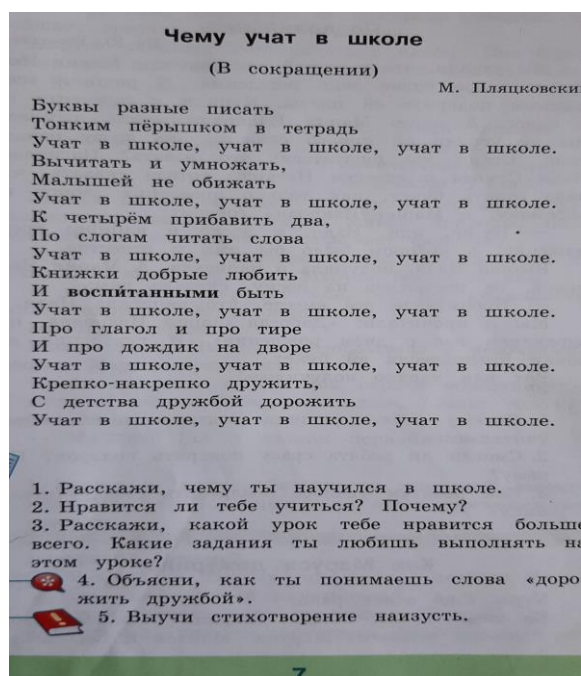 Чему учат в школе
(В сокращении)
М. Пляцковский
Буквы разные писать
Тонким пёрышком в тетрадь
Учат в школе, учат в школе, учат в школе.
Вычитать и умножать,
Малышей не обижать
Учат в школе, учат в школе, учат в школе.
К четырём прибавить два,
По слогам читать слова
Учат в школе, учат в школе, учат в школе.
Книжки добрые любить
И воспи́танными быть
Учат в школе, учат в школе, учат в школе.
Про глагол и про тире
И про дождик на дворе
Учат в школе, учат в школе, учат в школе.
Крепко-накрепко дружить,
С детства дружбой дорожить
Учат в школе, учат в школе, учат в школе.
1. Расскажи, чему ты научился в школе.
2. Нравится ли тебе учиться? Почему?
3. Расскажи, какой урок тебе нравится больше
всего. Какие задания ты любишь выполнять на
этом уроке?
4. Объясни, как ты понимаешь слова «доро-
жить дружбой».
5. Выучи стихотворение наизусть.
7